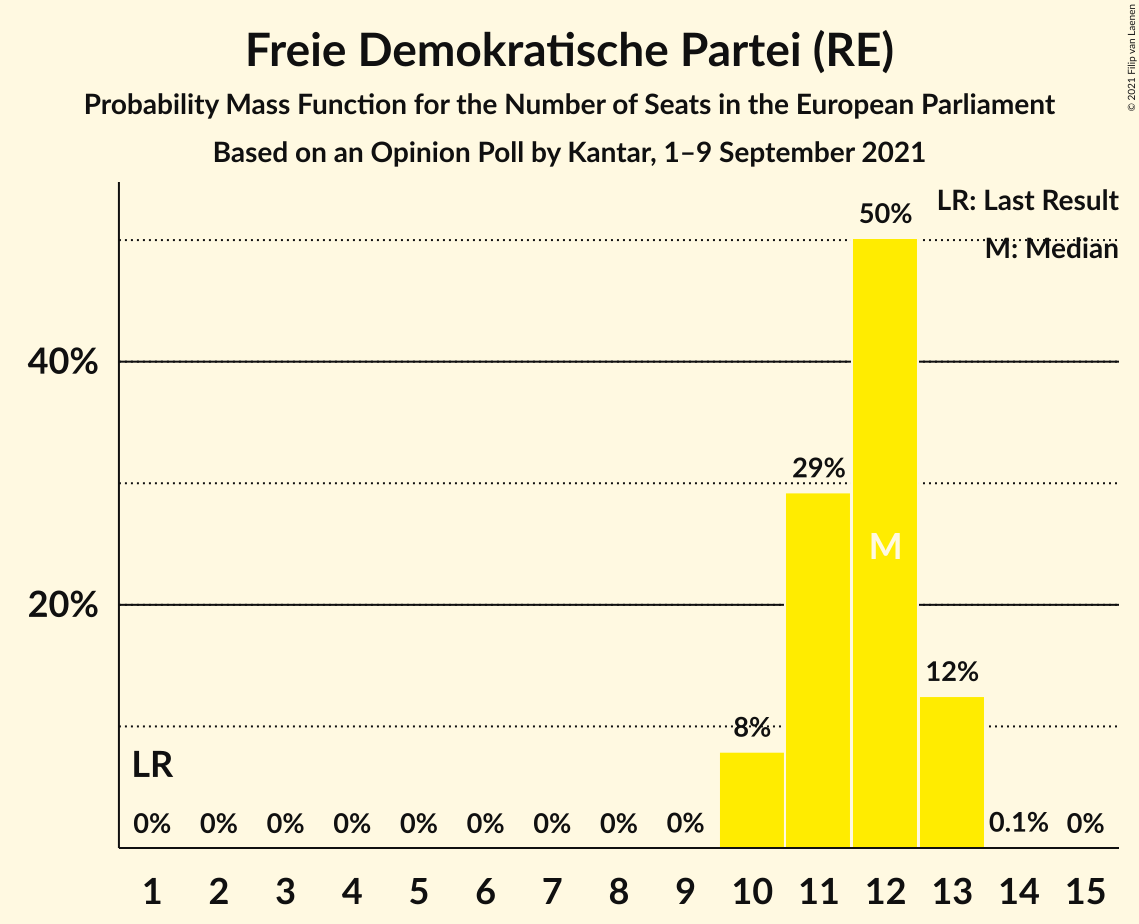 Freie Demokratische Partei (RE)
Probability Mass Function for the Number of Seats in the European Parliament
Based on an Opinion Poll by Kantar, 1–9 September 2021
© 2021 Filip van Laenen
LR: Last Result
M: Median
50%
40%
29%
M
20%
12%
8%
LR
0% 0% 0% 0% 0% 0% 0% 0% 0% 0.1% 0%
1 2 3 4 5 6 7 8 9 10 11 12 13 14 15